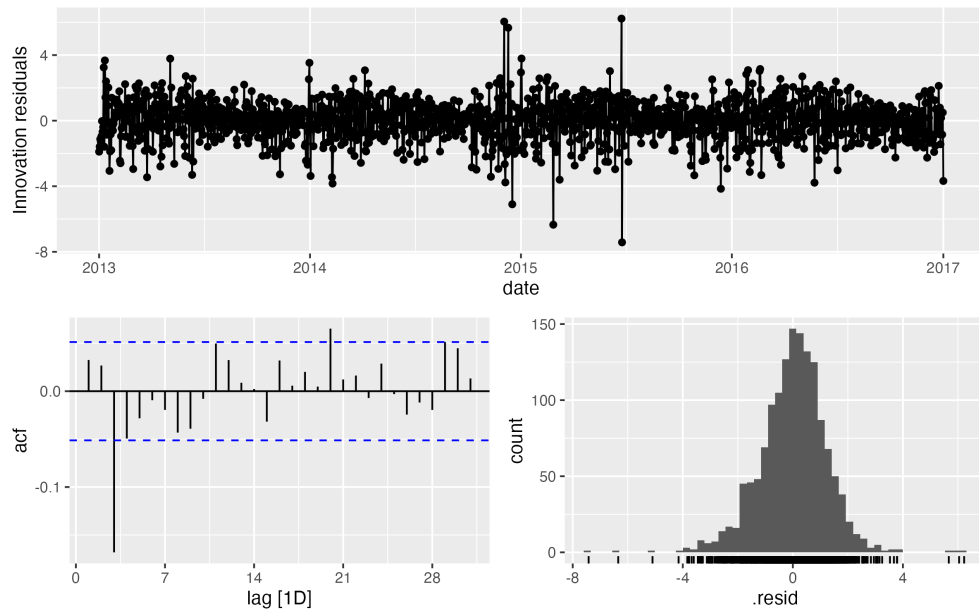 Innovation residuals
4
0
-4
-8
2013 2014 2015 2016 2017
date
acf
0.0
-0.1
0 7 14 21 28
lag [1D]
count
150
100
50
0
-8 -4 0 4
.resid